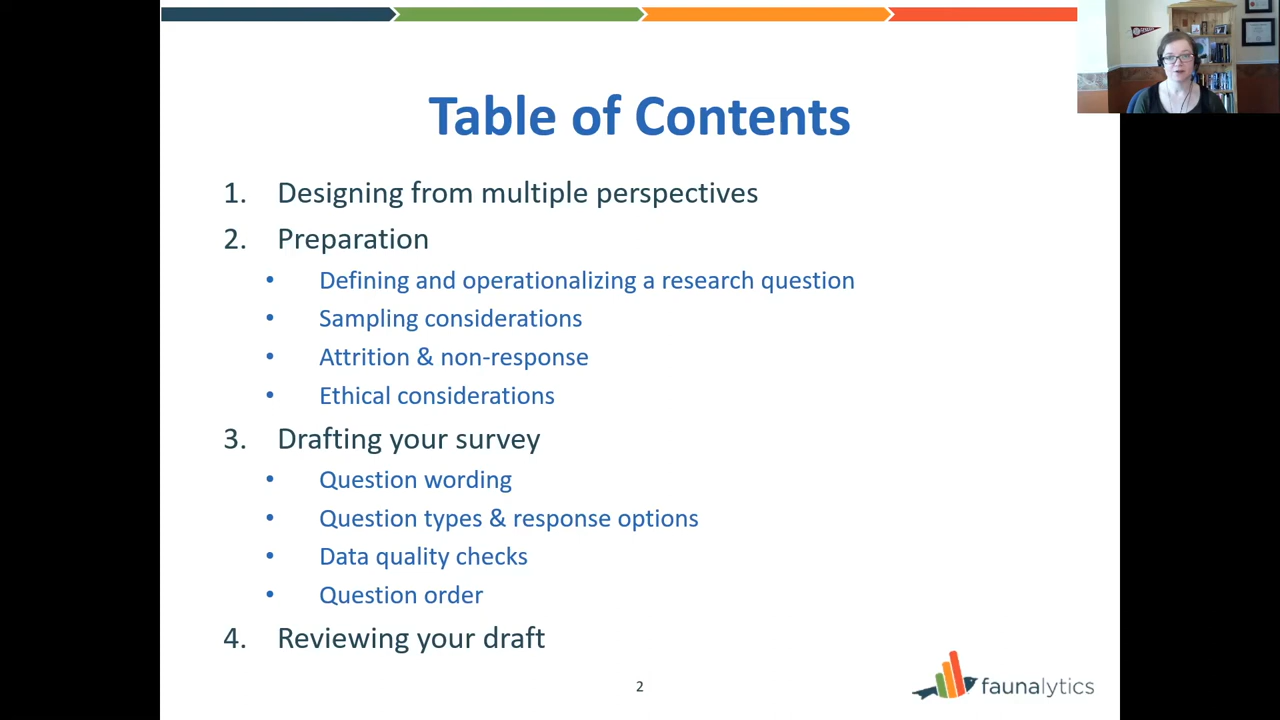 Table of Contents
1. Designing from multiple perspectives
2. Preparation
• Defining and operationalizing a research question
• Sampling considerations
• Attrition & non-response
• Ethical considerations
3. Drafting your survey
• Question wording
• Question types & response options
• Data quality checks
• Question order
4. Reviewing your draft
2
faunalytics